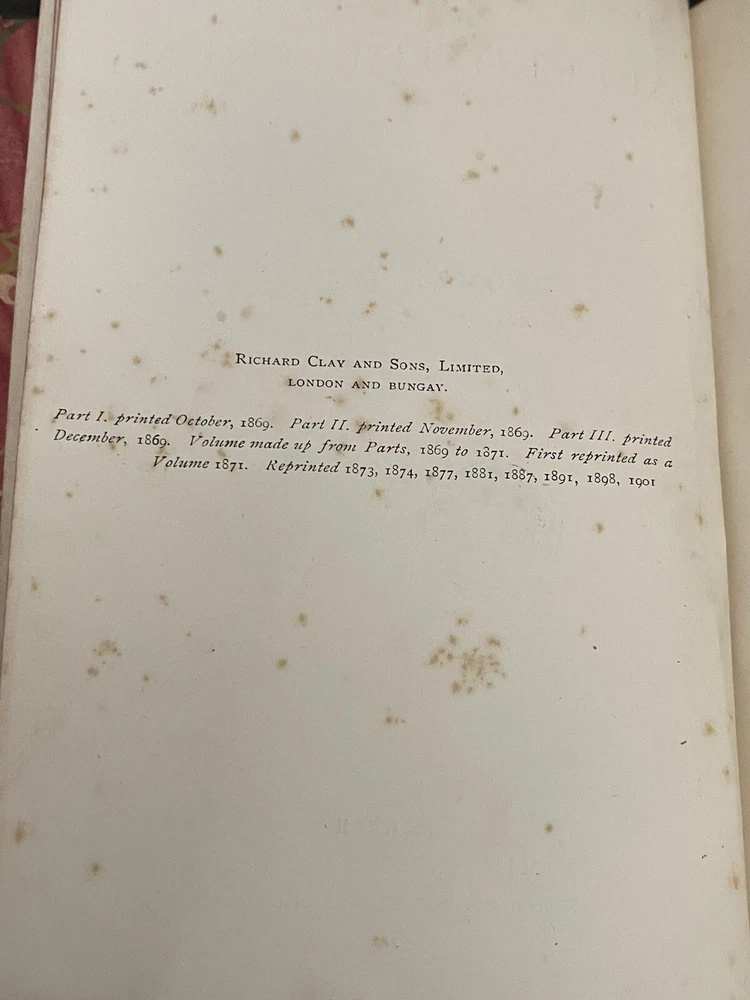 RICHARD CLAY AND SONS, LIMITED,
LONDON AND BUNGAY.
Part I. printed October, 1869. Part II. printed November, 1869. Part III. printed
December, 1869. Volume made up from Parts, 1869 to 1871. First reprinted as a
Volume 1871. Reprinted 1873, 1874, 1877, 1881, 1887, 1891, 1898, 1901